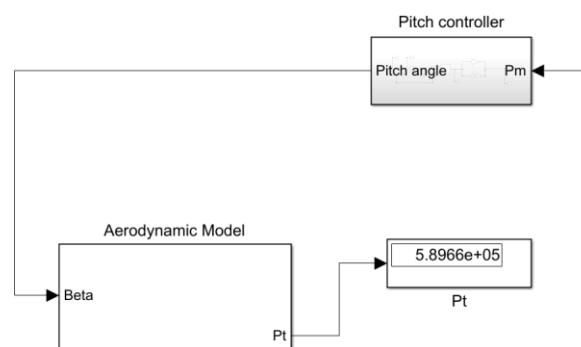 Pitch controller
Pitch angle
Pm
Aerodynamic Model
5.8966e+05
Beta
Pt
Pt